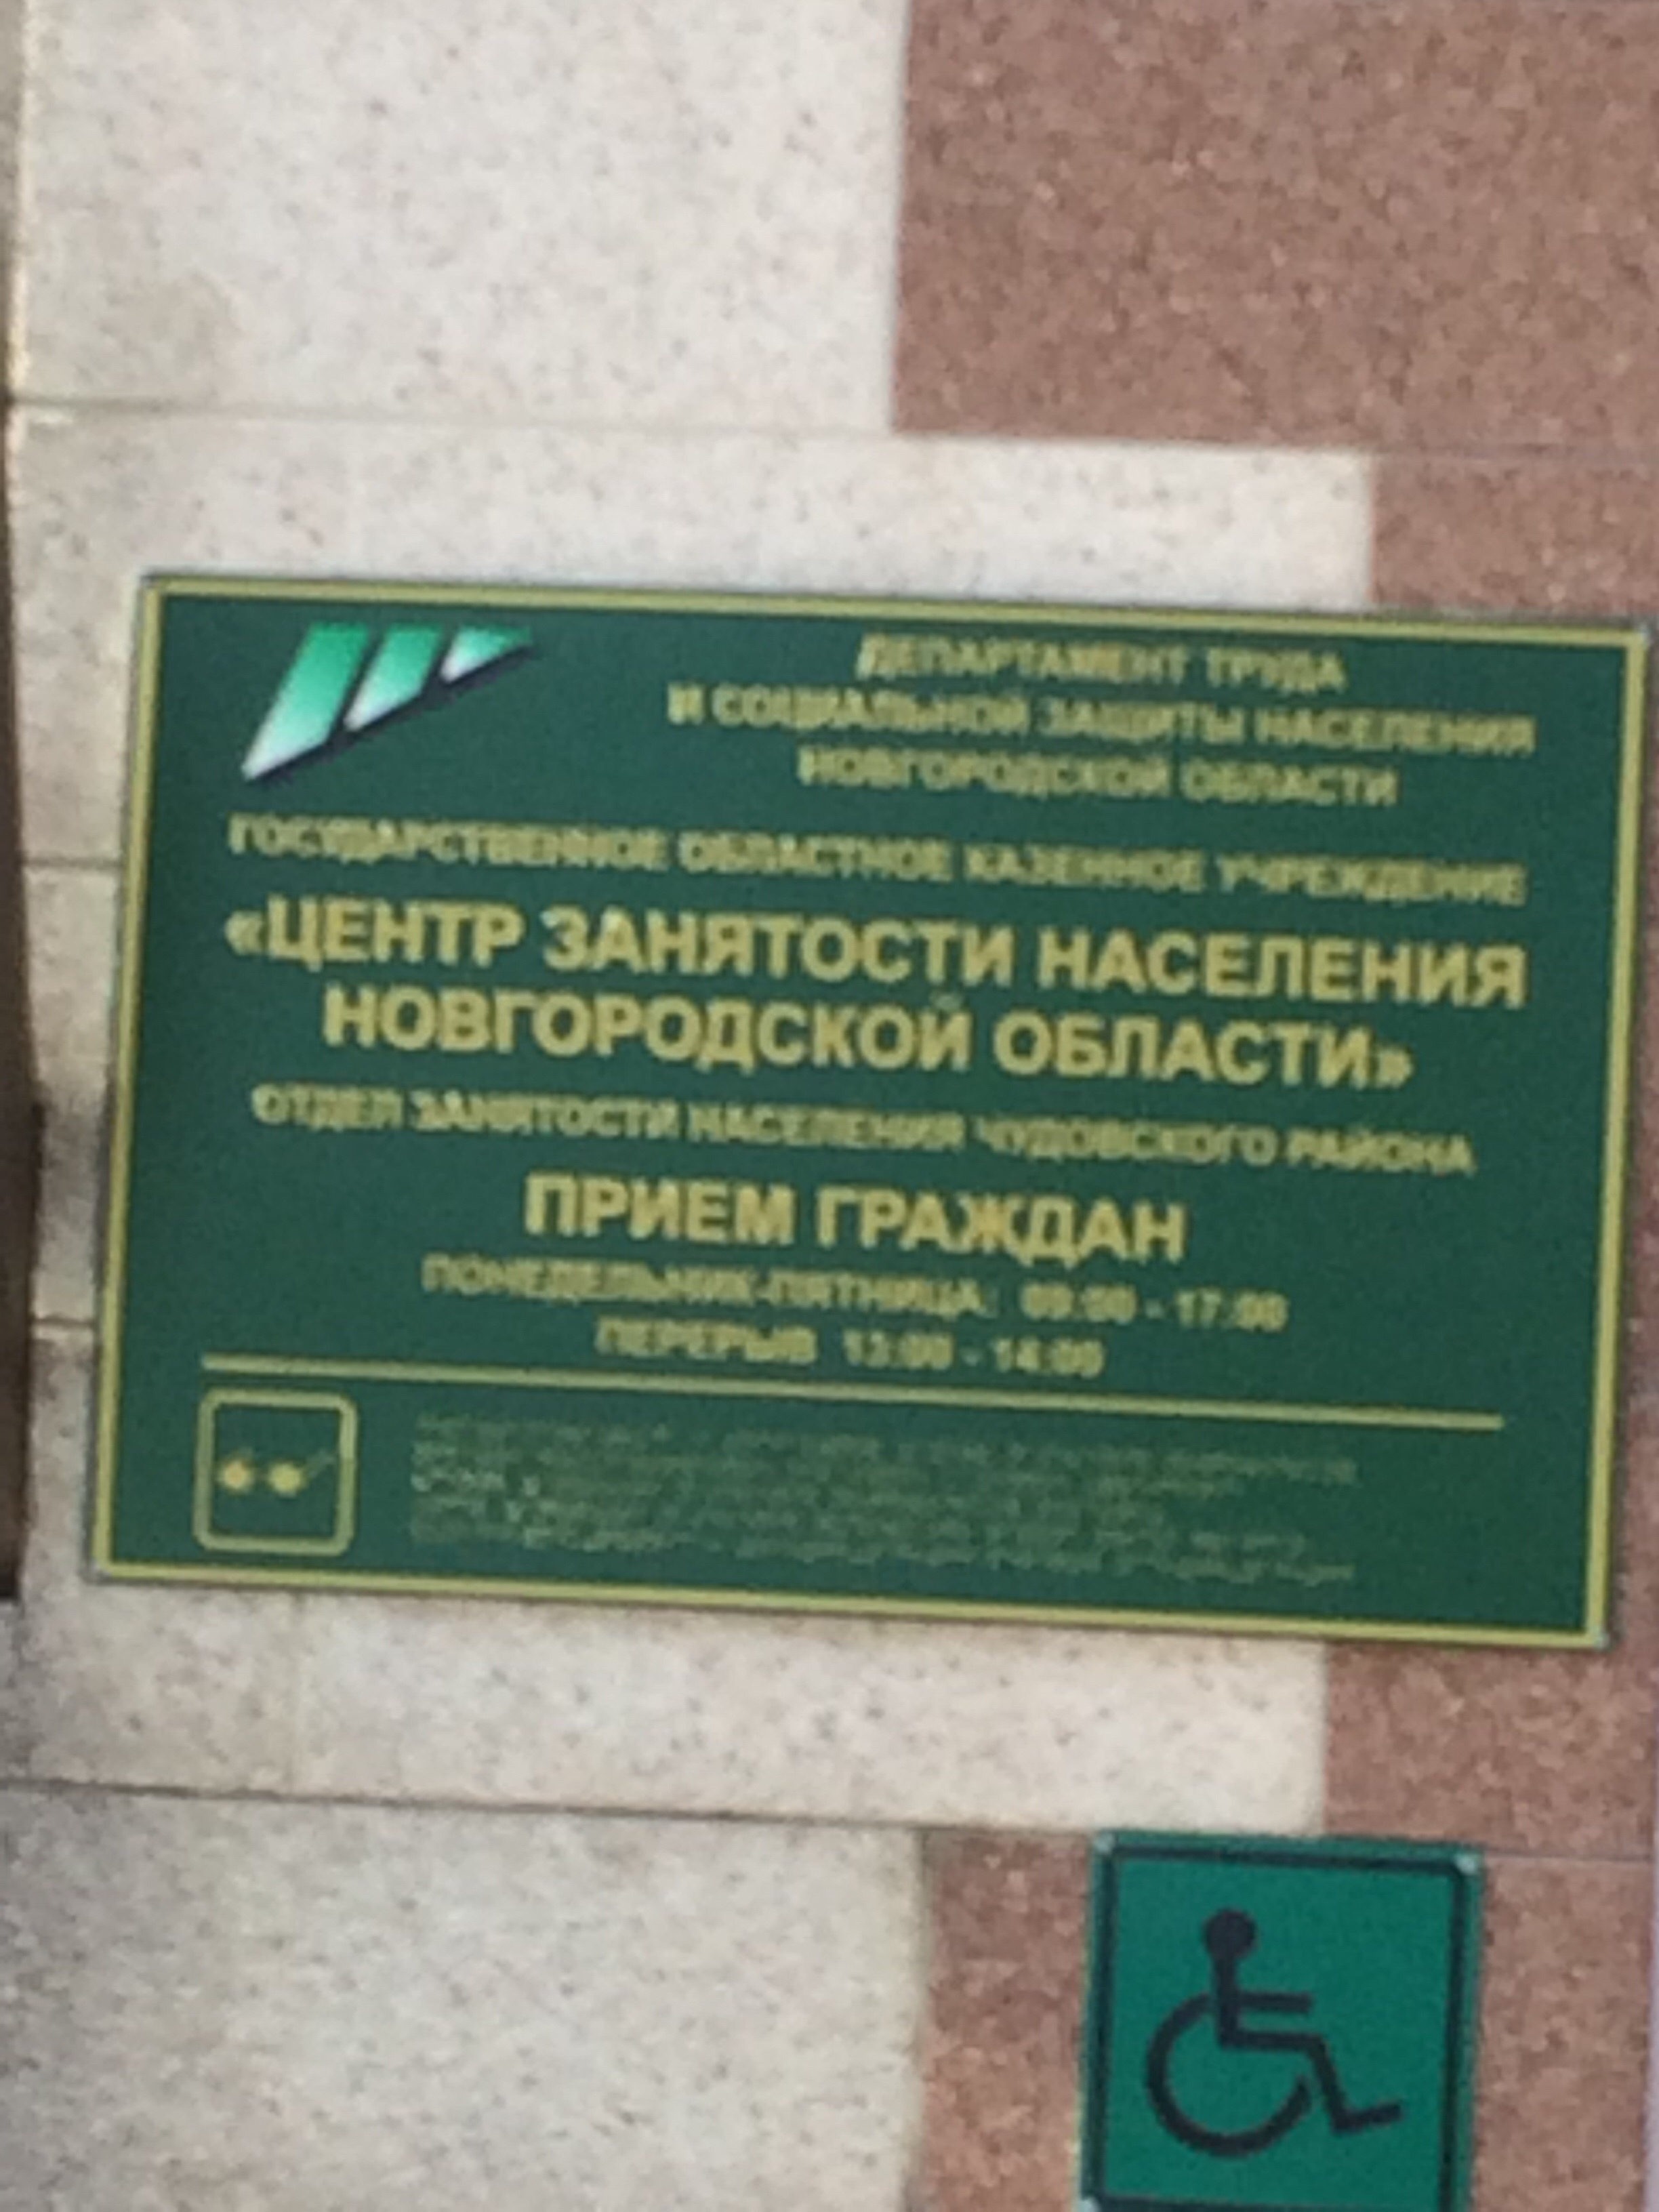 ДЕПАРТАМЕНТ ТРУДА
И СОЦИАЛЬНОЙ ЗАЩИТЫ НАСЕЛЕНИЯ
НОВГОРОДСКОЙ ОБЛАСТИ
ГОСУДАРСТВЕННОЕ ОБЛАСТНОЕ КАЗЕННОЕ УЧРЕЖДЕНИЕ
«ЦЕНТР ЗАНЯТОСТИ НАСЕЛЕНИЯ
НОВГОРОДСКОЙ ОБЛАСТИ»
ОТДЕЛ ЗАНЯТОСТИ НАСЕЛЕНИЯ ЧУДОВСКОГО РАЙОНА
ПРИЕМ ГРАЖДАН
ПОНЕДЕЛЬНИК-ПЯТНИЦА: 09:00 - 17:00
ПЕРЕРЫВ 13:00 - 14:00